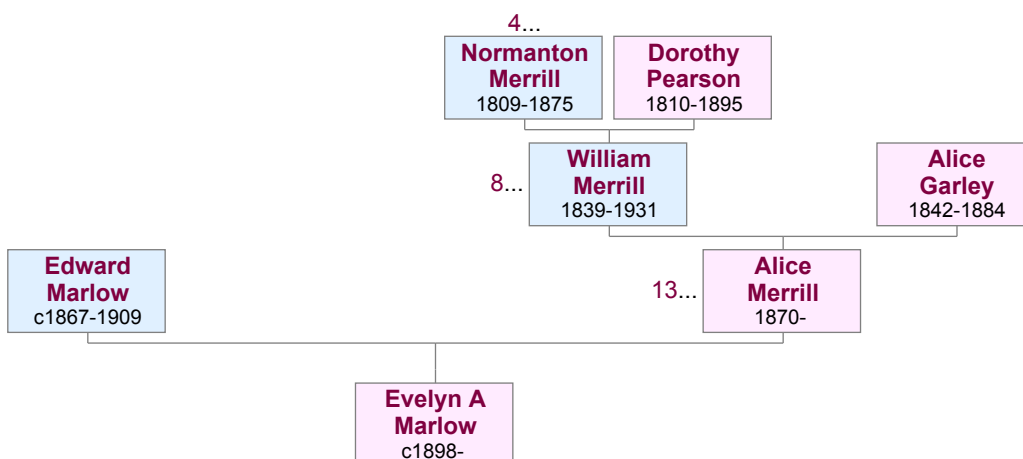 4...
Normanton
Merrill
1809-1875
Dorothy
Pearson
1810-1895
8...
William
Merrill
1839-1931
Alice
Garley
1842-1884
Edward
Marlow
c1867-1909
13...
Alice
Merrill
1870-
Evelyn A
Marlow
c1898-